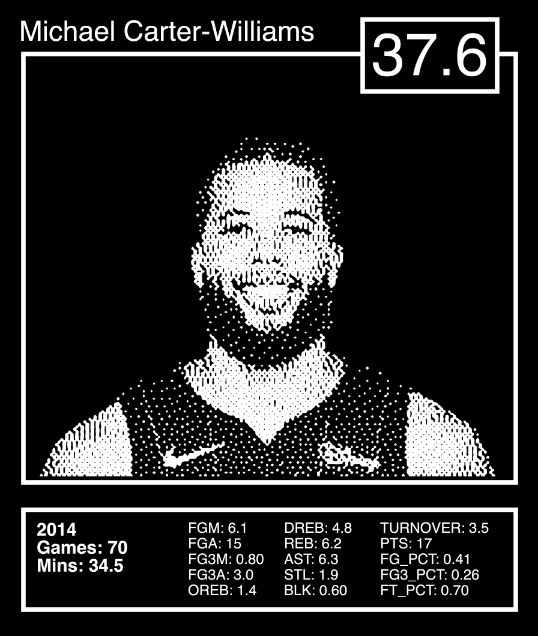 Michael Carter-Williams
37.6
2014
Games: 70
Mins: 34.5
FGM: 6.1
FGA: 15
FG3M: 0.80
FG3A: 3.0
OREB: 1.4
DREB: 4.8
REB: 6.2
AST: 6.3
STL: 1.9
BLK: 0.60
TURNOVER: 3.5
PTS: 17
FG_PCT: 0.41
FG3_PCT: 0.26
FT_PCT: 0.70